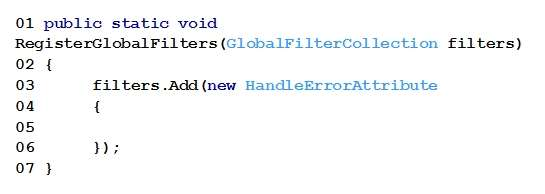 01 public static void
RegisterGlobalFilters(GlobalFilterCollection filters)
02 {
03 filters.Add(new HandleErrorAttribute
04 {
05
06 });
07 }